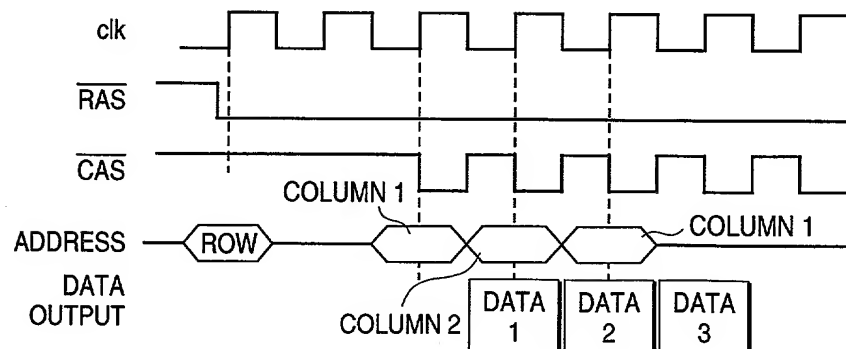 clk
RAS
CAS
COLUMN 1
COLUMN 1
ADDRESS
ROW
DATA
OUTPUT
COLUMN 2
DATA
1
DATA
2
DATA
3